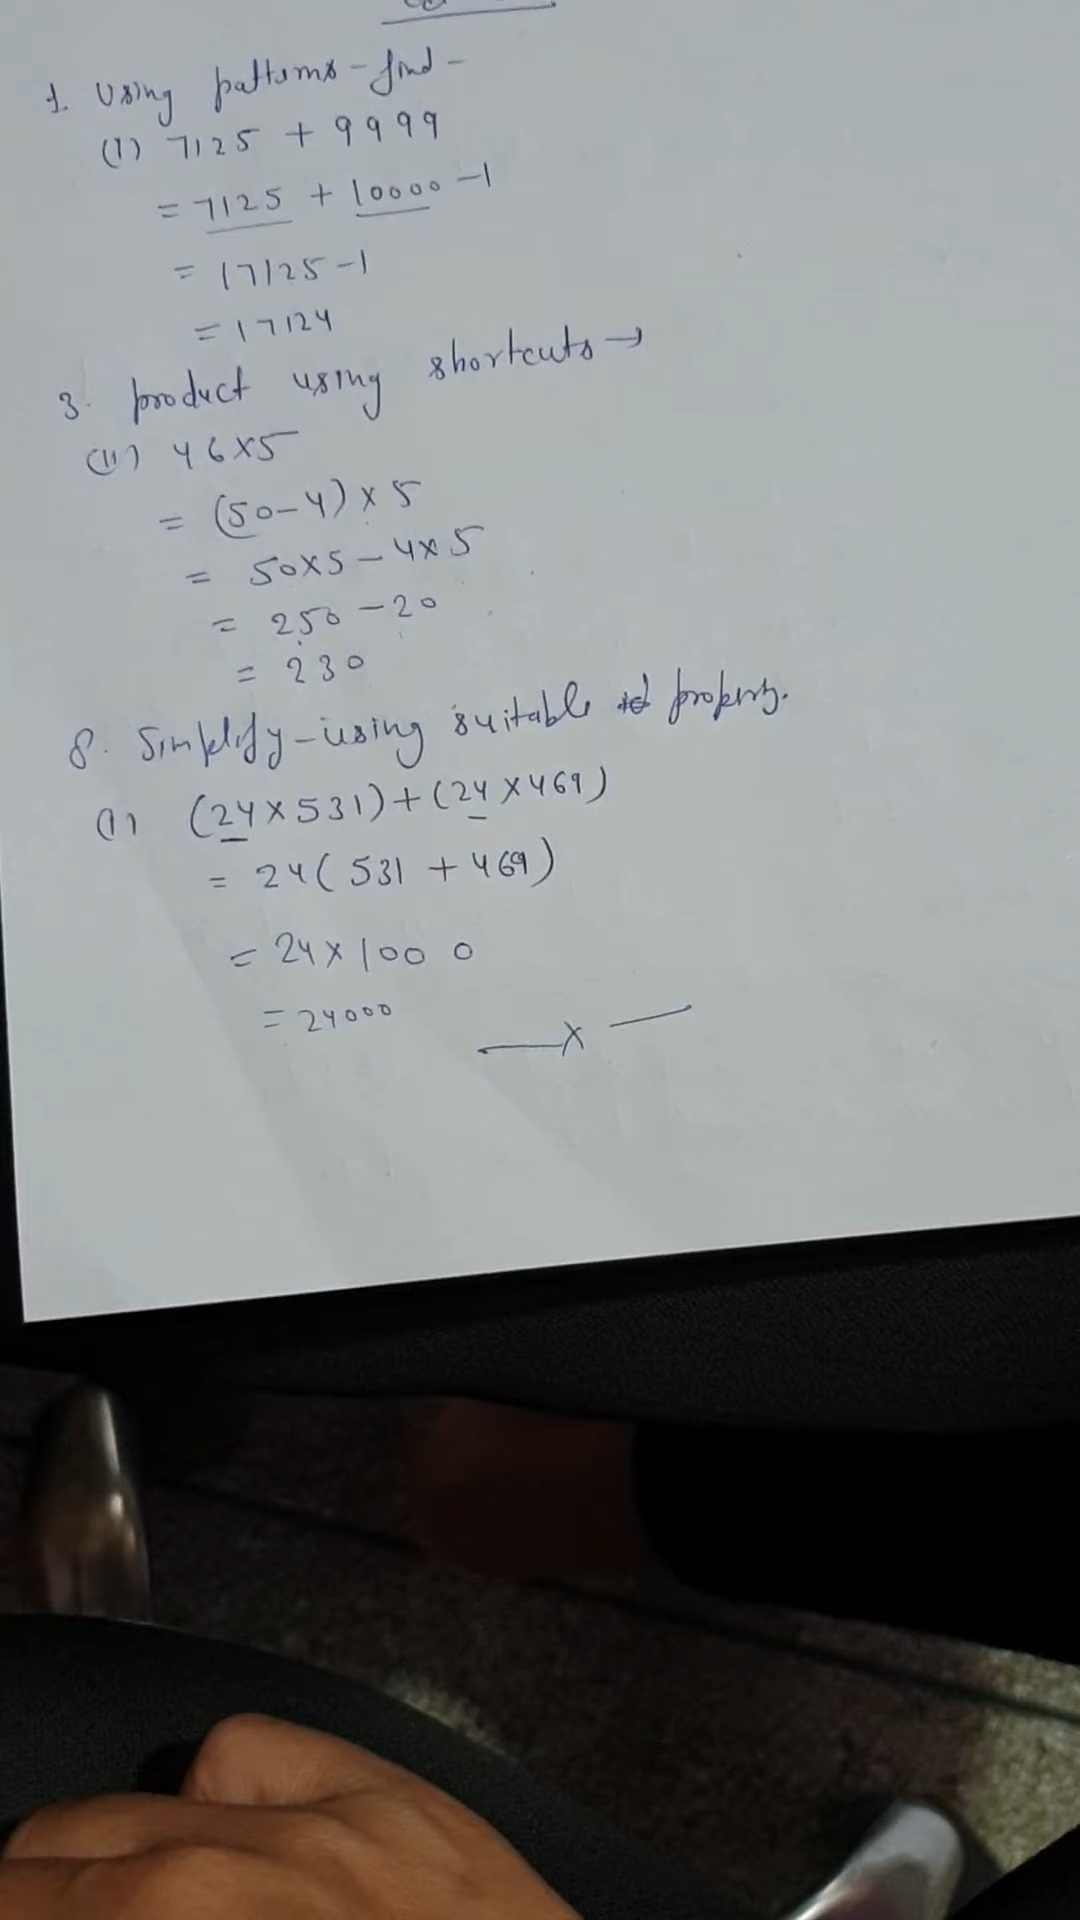 1. Using patterns - find -
(I) 7125 + 9999
= 7125 + 10000 - 1
= 17125 - 1
= 17124
3. product using shortcuts →
(II) 46 x 5
= (50 - 4) x 5
= 50 x 5 - 4 x 5
= 250 - 20
= 230
8. Simplify - using suitable property.
(I) (24 x 531) + (24 x 469)
= 24 ( 531 + 469)
= 24 x 1000
= 24000
—x—